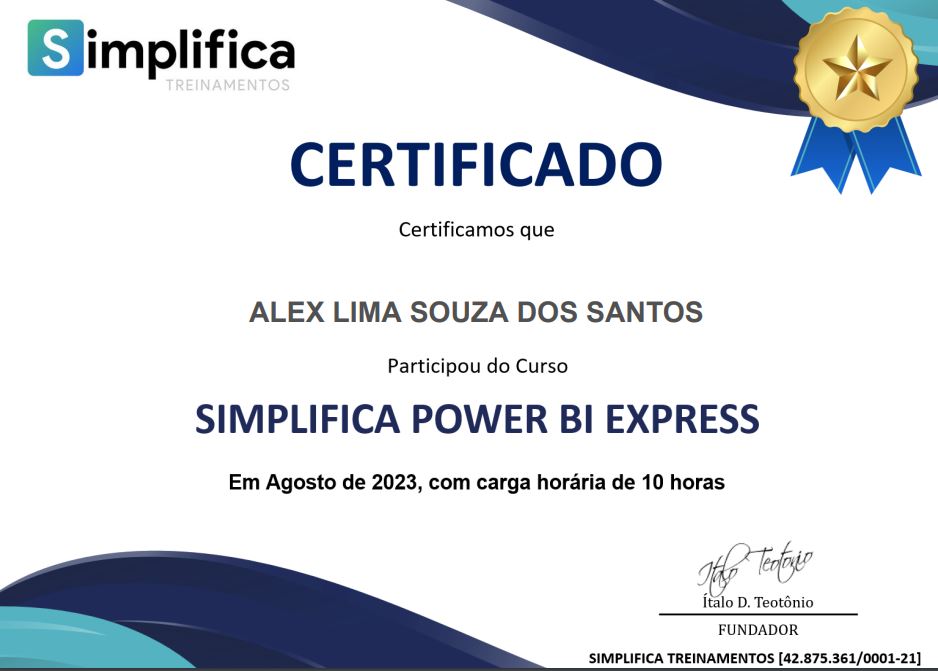 Simplifica
TREINAMENTOS
CERTIFICADO
Certificamos que
ALEX LIMA SOUZA DOS SANTOS
Participou do Curso
SIMPLIFICA POWER BI EXPRESS
Em Agosto de 2023, com carga horária de 10 horas
Ítalo Teotonio
Ítalo D. Teotônio
FUNDADOR
SIMPLIFICA TREINAMENTOS [42.875.361/0001-21]